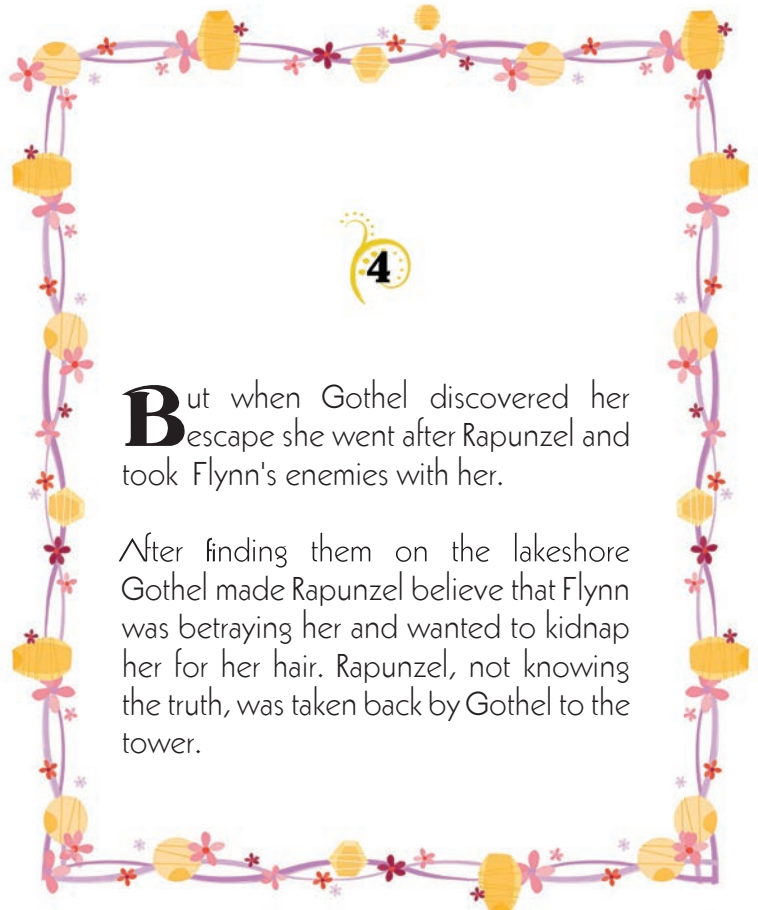 4
But when Gothel discovered her
escape she went after Rapunzel and
took Flynn's enemies with her.
After finding them on the lakeshore
Gothel made Rapunzel believe that Flynn
was betraying her and wanted to kidnap
her for her hair. Rapunzel, not knowing
the truth, was taken back by Gothel to the
tower.